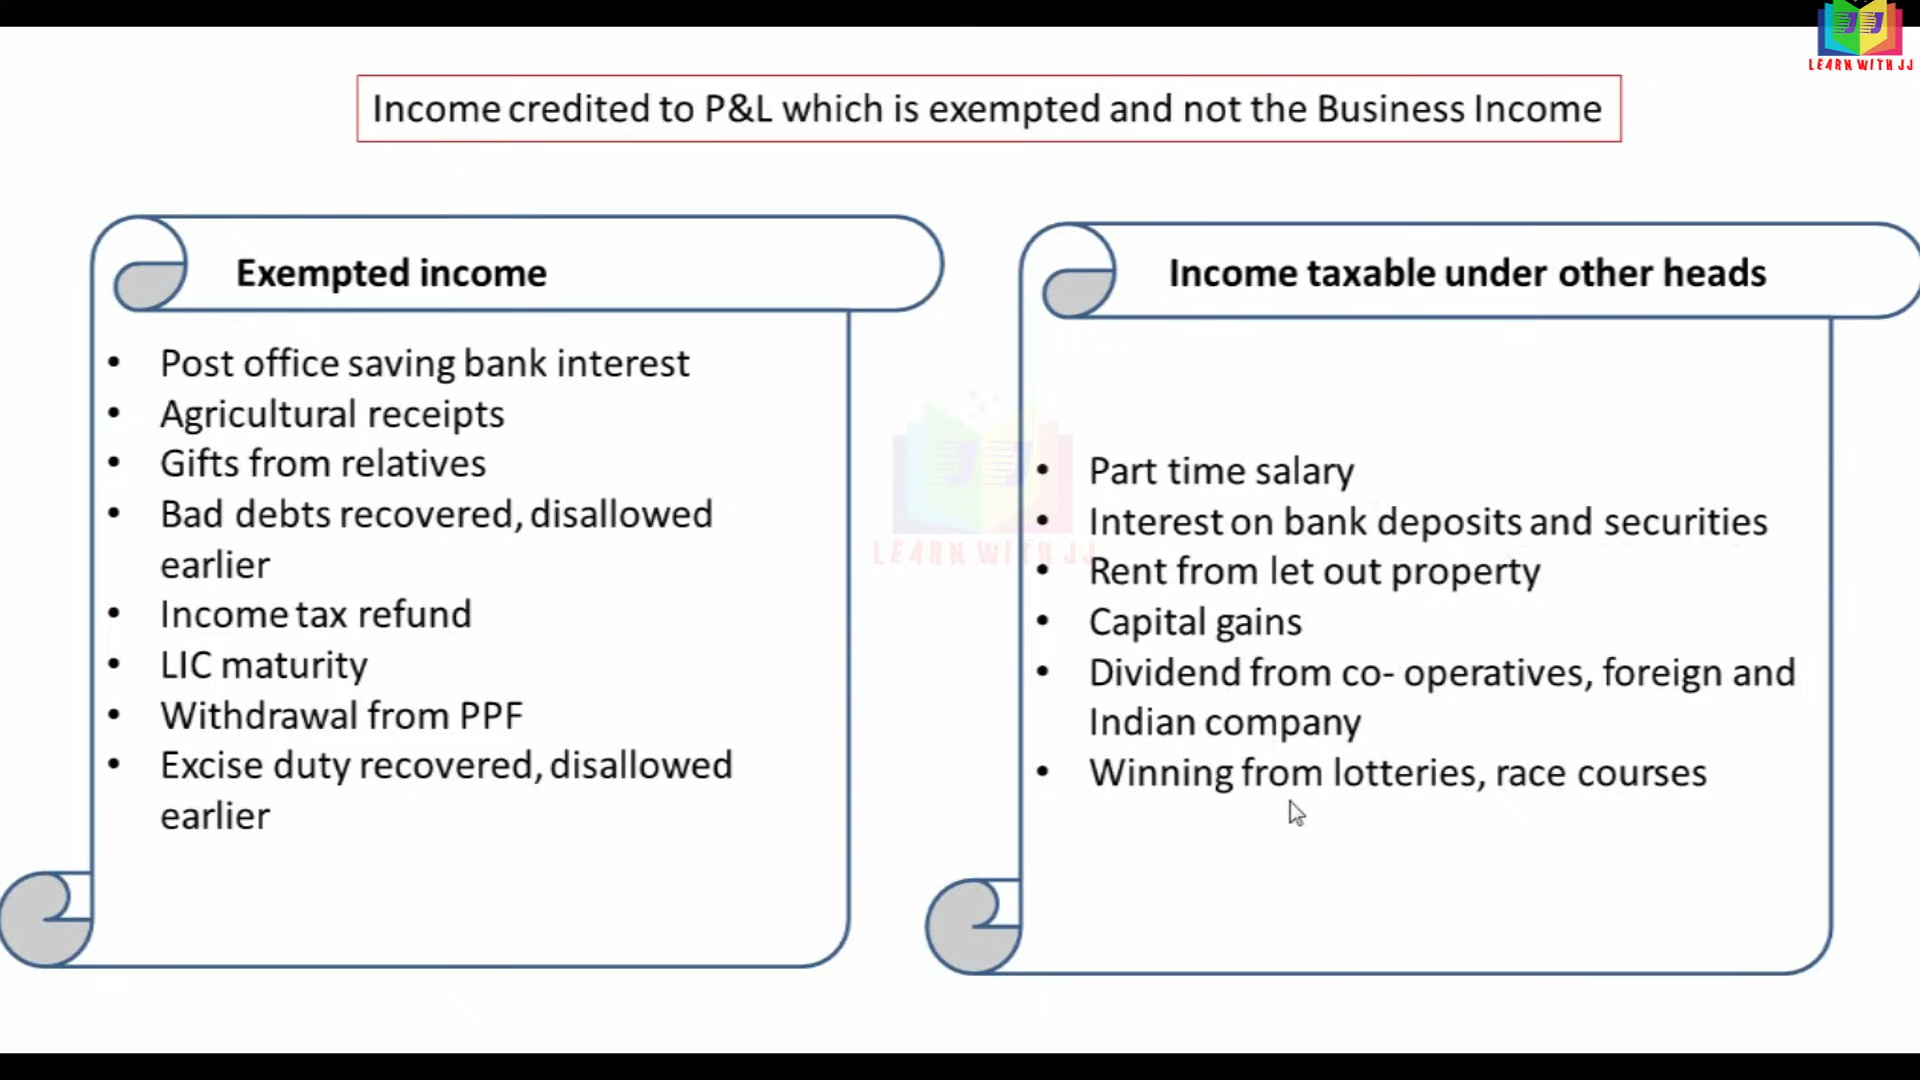 LEARN WITH JJ
Income credited to P&L which is exempted and not the Business Income
Exempted income
• Post office saving bank interest
• Agricultural receipts
• Gifts from relatives
• Bad debts recovered, disallowed
earlier
• Income tax refund
• LIC maturity
• Withdrawal from PPF
• Excise duty recovered, disallowed
earlier
Income taxable under other heads
• Part time salary
• Interest on bank deposits and securities
• Rent from let out property
• Capital gains
• Dividend from co- operatives, foreign and
Indian company
• Winning from lotteries, race courses
LEARN WITH JJ